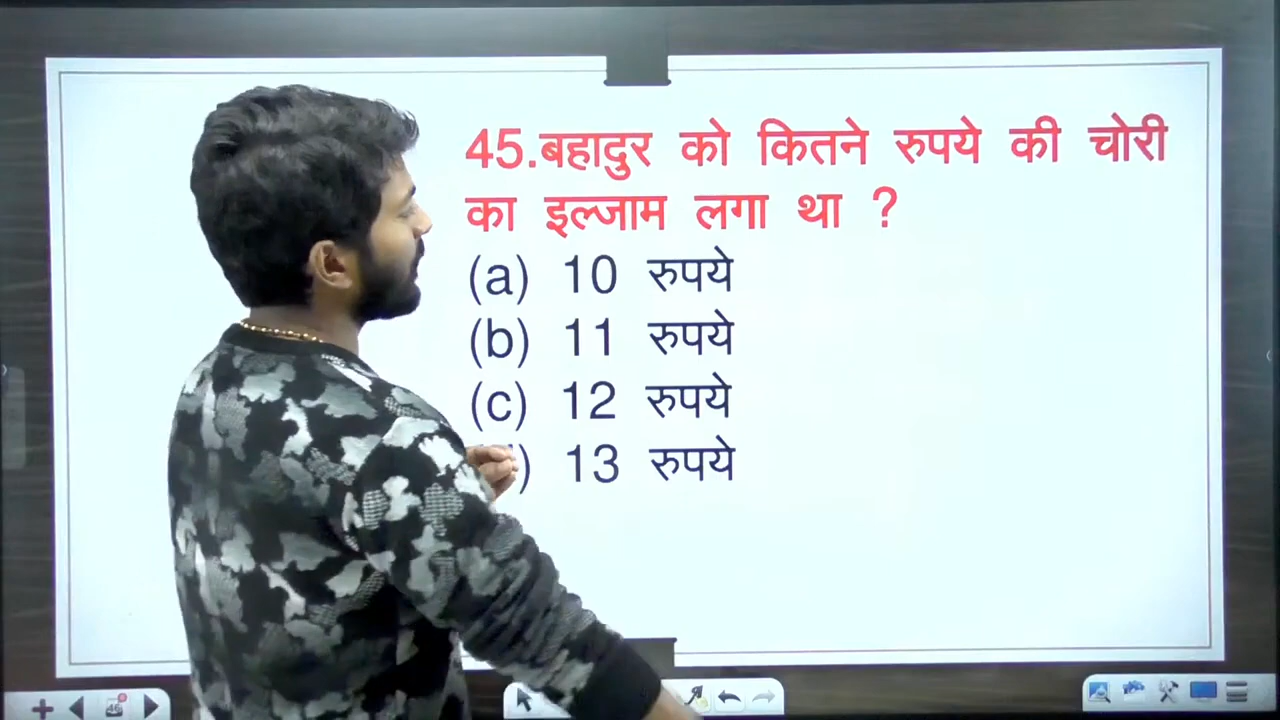 45.बहादुर को कितने रुपये की चोरी
का इल्जाम लगा था ?
(a) 10 रुपये
(b) 11 रुपये
(c) 12 रुपये
) 13 रुपये